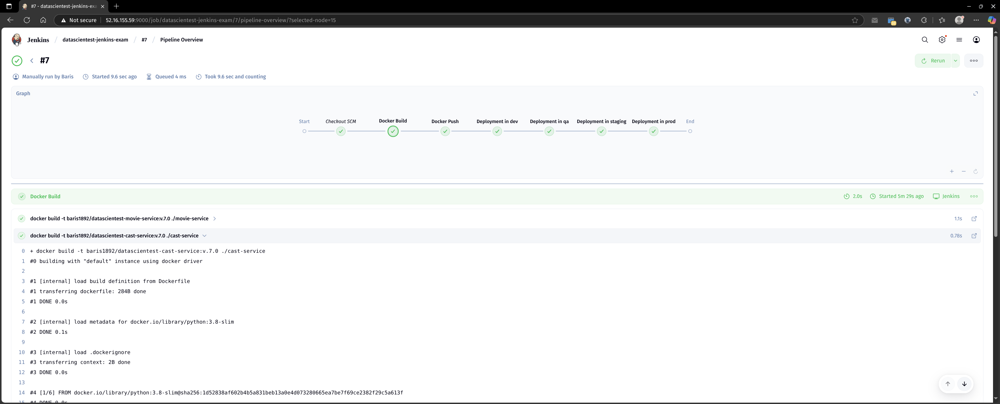 #7 - datascientest-jenkins-exa
Not secure 52.16.155.59:9000/job/datascientest-jenkins-exam/7/pipeline-overview/?selected-node=15
Jenkins / datascientest-jenkins-exam / #7 / Pipeline Overview
#7
Rerun
Manually run by Baris Started 9.6 sec ago Queued 4 ms Took 9.6 sec and counting
Graph
Start Checkout SCM Docker Build Docker Push Deployment in dev Deployment in qa Deployment in staging Deployment in prod End
Docker Build 2.0s Started 5m 29s ago Jenkins
docker build -t baris1892/datascientest-movie-service:v.7.0 ./movie-service 1.1s
docker build -t baris1892/datascientest-cast-service:v.7.0 ./cast-service 0.78s
0 + docker build -t baris1892/datascientest-cast-service:v.7.0 ./cast-service
1 #0 building with "default" instance using docker driver
2
3 #1 [internal] load build definition from Dockerfile
4 #1 transferring dockerfile: 284B done
5 #1 DONE 0.0s
6
7 #2 [internal] load metadata for docker.io/library/python:3.8-slim
8 #2 DONE 0.1s
9
10 #3 [internal] load .dockerignore
11 #3 transferring context: 2B done
12 #3 DONE 0.0s
13
14 #4 [1/6] FROM docker.io/library/python:3.8-slim@sha256:1d52838af602b4b5a831beb13a0e4d073280665ea7be7f69ce2382f29c5a613f
15 #4 DONE 0.0s